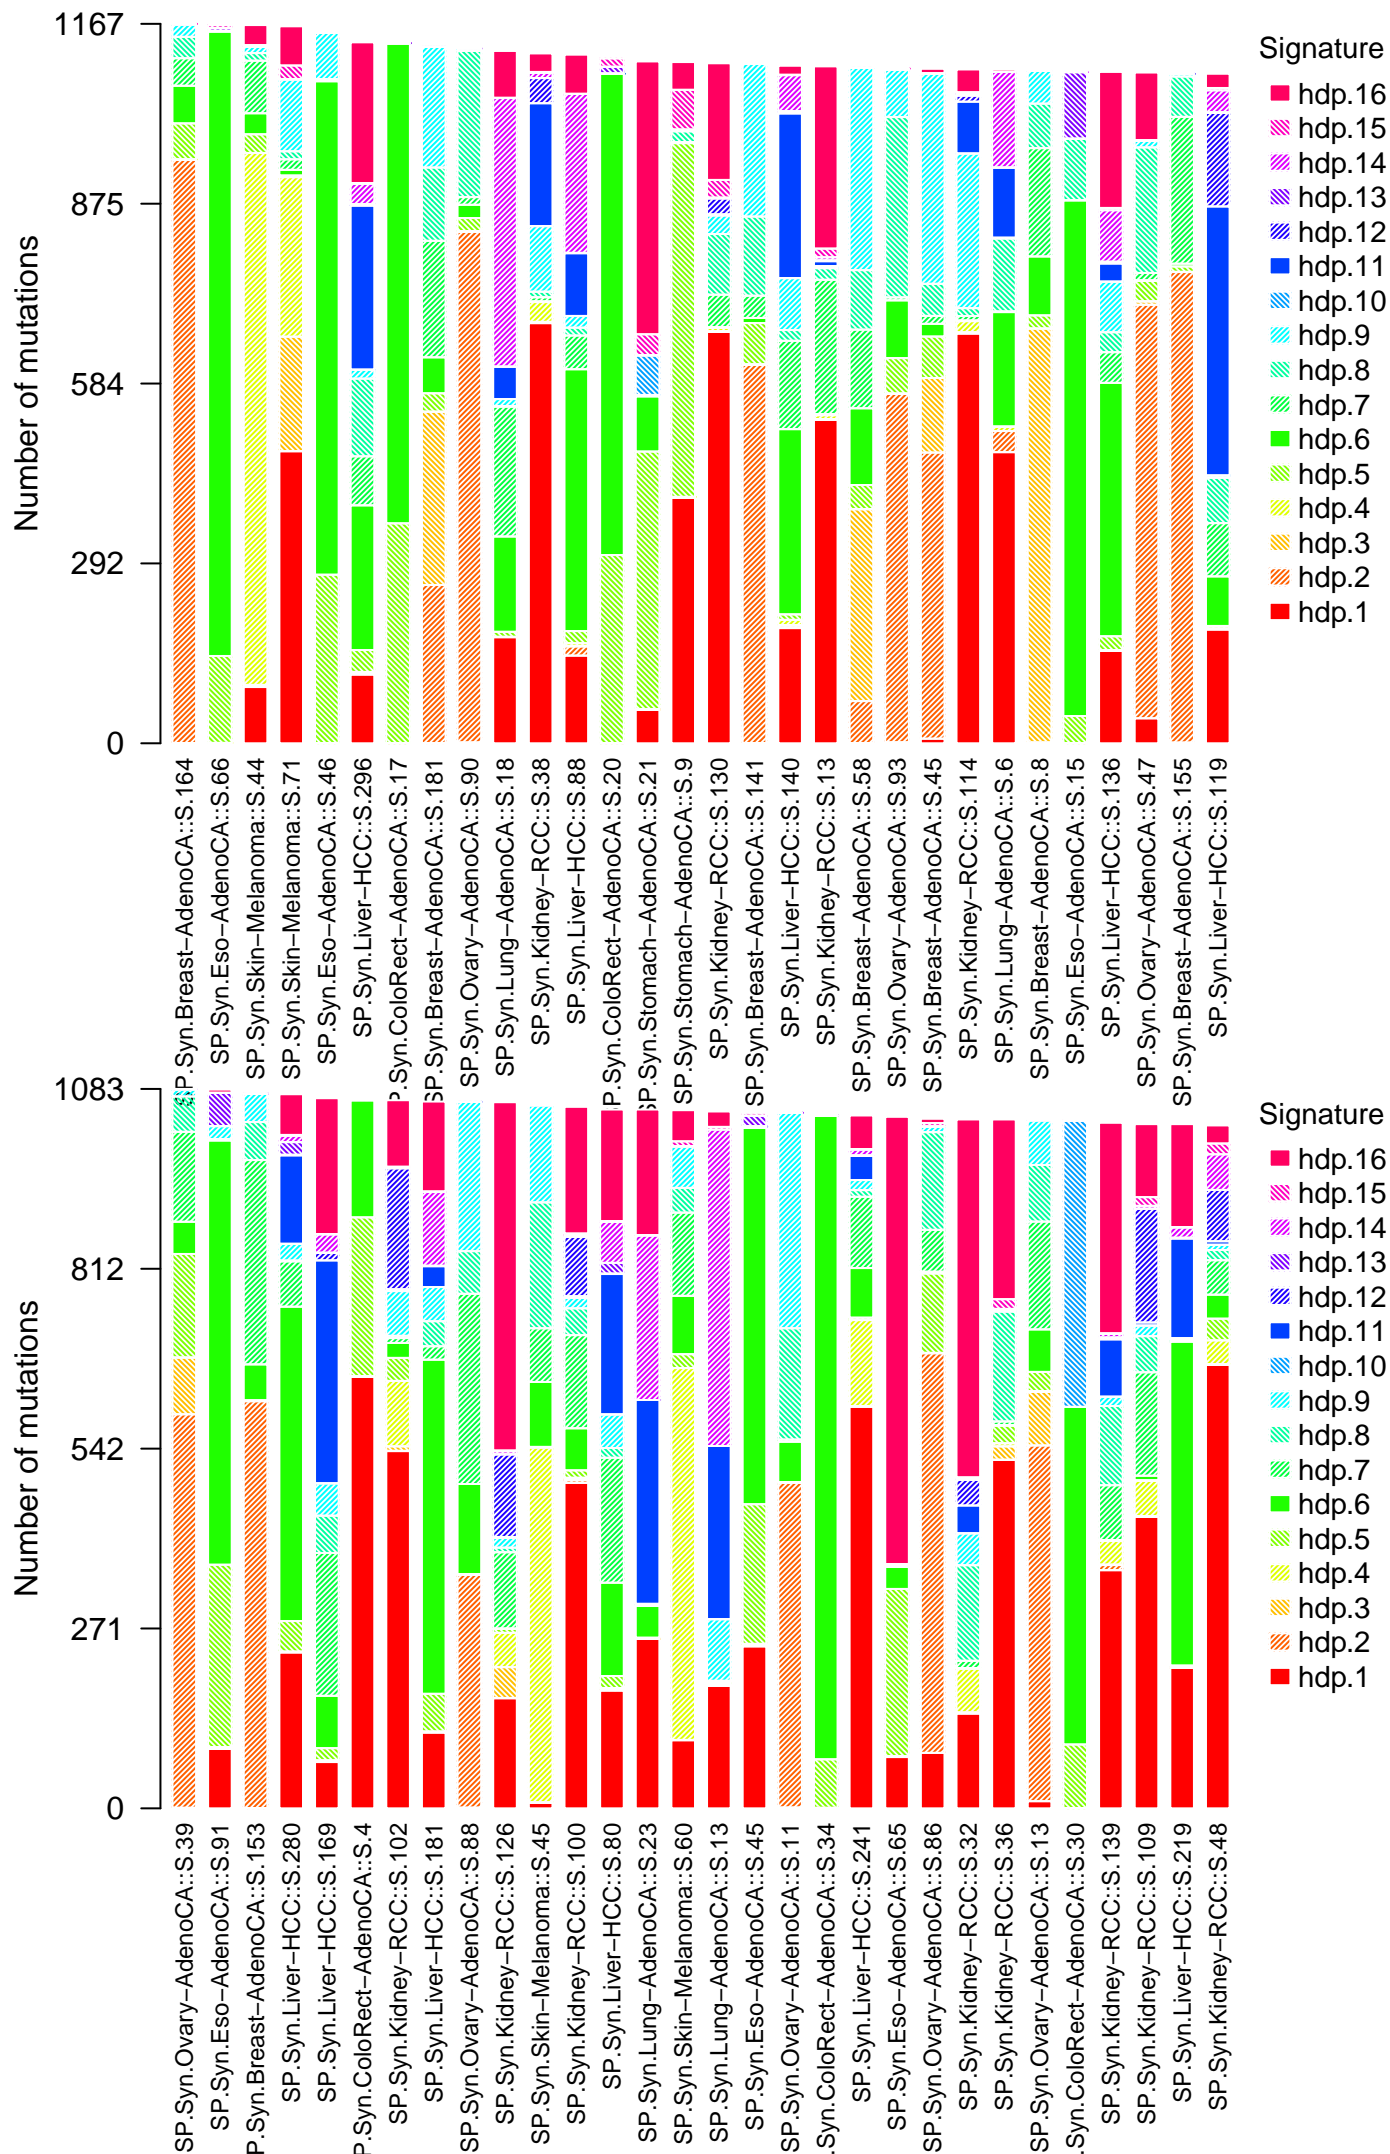 Number of mutations
1167
875
584
292
0
Signature
hdp.16
hdp.15
hdp.14
hdp.13
hdp.12
hdp.11
hdp.10
hdp.9
hdp.8
hdp.7
hdp.6
hdp.5
hdp.4
hdp.3
hdp.2
hdp.1
SP.Syn.Breast−AdenoCA::S.164
SP.Syn.Eso−AdenoCA::S.66
SP.Syn.Skin−Melanoma::S.44
SP.Syn.Skin−Melanoma::S.71
SP.Syn.Eso−AdenoCA::S.46
SP.Syn.Liver−HCC::S.296
P.Syn.ColoRect−AdenoCA::S.17
SP.Syn.Breast−AdenoCA::S.181
SP.Syn.Ovary−AdenoCA::S.90
SP.Syn.Lung−AdenoCA::S.18
SP.Syn.Kidney−RCC::S.38
SP.Syn.Liver−HCC::S.88
P.Syn.ColoRect−AdenoCA::S.20
SP.Syn.Stomach−AdenoCA::S.21
SP.Syn.Stomach−AdenoCA::S.9
SP.Syn.Kidney−RCC::S.130
SP.Syn.Breast−AdenoCA::S.141
SP.Syn.Liver−HCC::S.140
SP.Syn.Kidney−RCC::S.13
SP.Syn.Breast−AdenoCA::S.58
SP.Syn.Ovary−AdenoCA::S.93
SP.Syn.Breast−AdenoCA::S.45
SP.Syn.Kidney−RCC::S.114
SP.Syn.Lung−AdenoCA::S.6
SP.Syn.Breast−AdenoCA::S.8
SP.Syn.Eso−AdenoCA::S.15
SP.Syn.Liver−HCC::S.136
SP.Syn.Ovary−AdenoCA::S.47
SP.Syn.Breast−AdenoCA::S.155
SP.Syn.Liver−HCC::S.119
Number of mutations
1083
812
542
271
0
Signature
hdp.16
hdp.15
hdp.14
hdp.13
hdp.12
hdp.11
hdp.10
hdp.9
hdp.8
hdp.7
hdp.6
hdp.5
hdp.4
hdp.3
hdp.2
hdp.1
SP.Syn.Ovary−AdenoCA::S.39
SP.Syn.Eso−AdenoCA::S.91
P.Syn.Breast−AdenoCA::S.153
SP.Syn.Liver−HCC::S.280
SP.Syn.Liver−HCC::S.169
P.Syn.ColoRect−AdenoCA::S.4
SP.Syn.Kidney−RCC::S.102
SP.Syn.Liver−HCC::S.181
SP.Syn.Ovary−AdenoCA::S.88
SP.Syn.Kidney−RCC::S.126
SP.Syn.Skin−Melanoma::S.45
SP.Syn.Kidney−RCC::S.100
SP.Syn.Liver−HCC::S.80
SP.Syn.Lung−AdenoCA::S.23
SP.Syn.Skin−Melanoma::S.60
SP.Syn.Lung−AdenoCA::S.13
SP.Syn.Eso−AdenoCA::S.45
SP.Syn.Ovary−AdenoCA::S.11
.Syn.ColoRect−AdenoCA::S.34
SP.Syn.Liver−HCC::S.241
SP.Syn.Eso−AdenoCA::S.65
SP.Syn.Ovary−AdenoCA::S.86
SP.Syn.Kidney−RCC::S.32
SP.Syn.Kidney−RCC::S.36
SP.Syn.Ovary−AdenoCA::S.13
.Syn.ColoRect−AdenoCA::S.30
SP.Syn.Kidney−RCC::S.139
SP.Syn.Kidney−RCC::S.109
SP.Syn.Liver−HCC::S.219
SP.Syn.Kidney−RCC::S.48